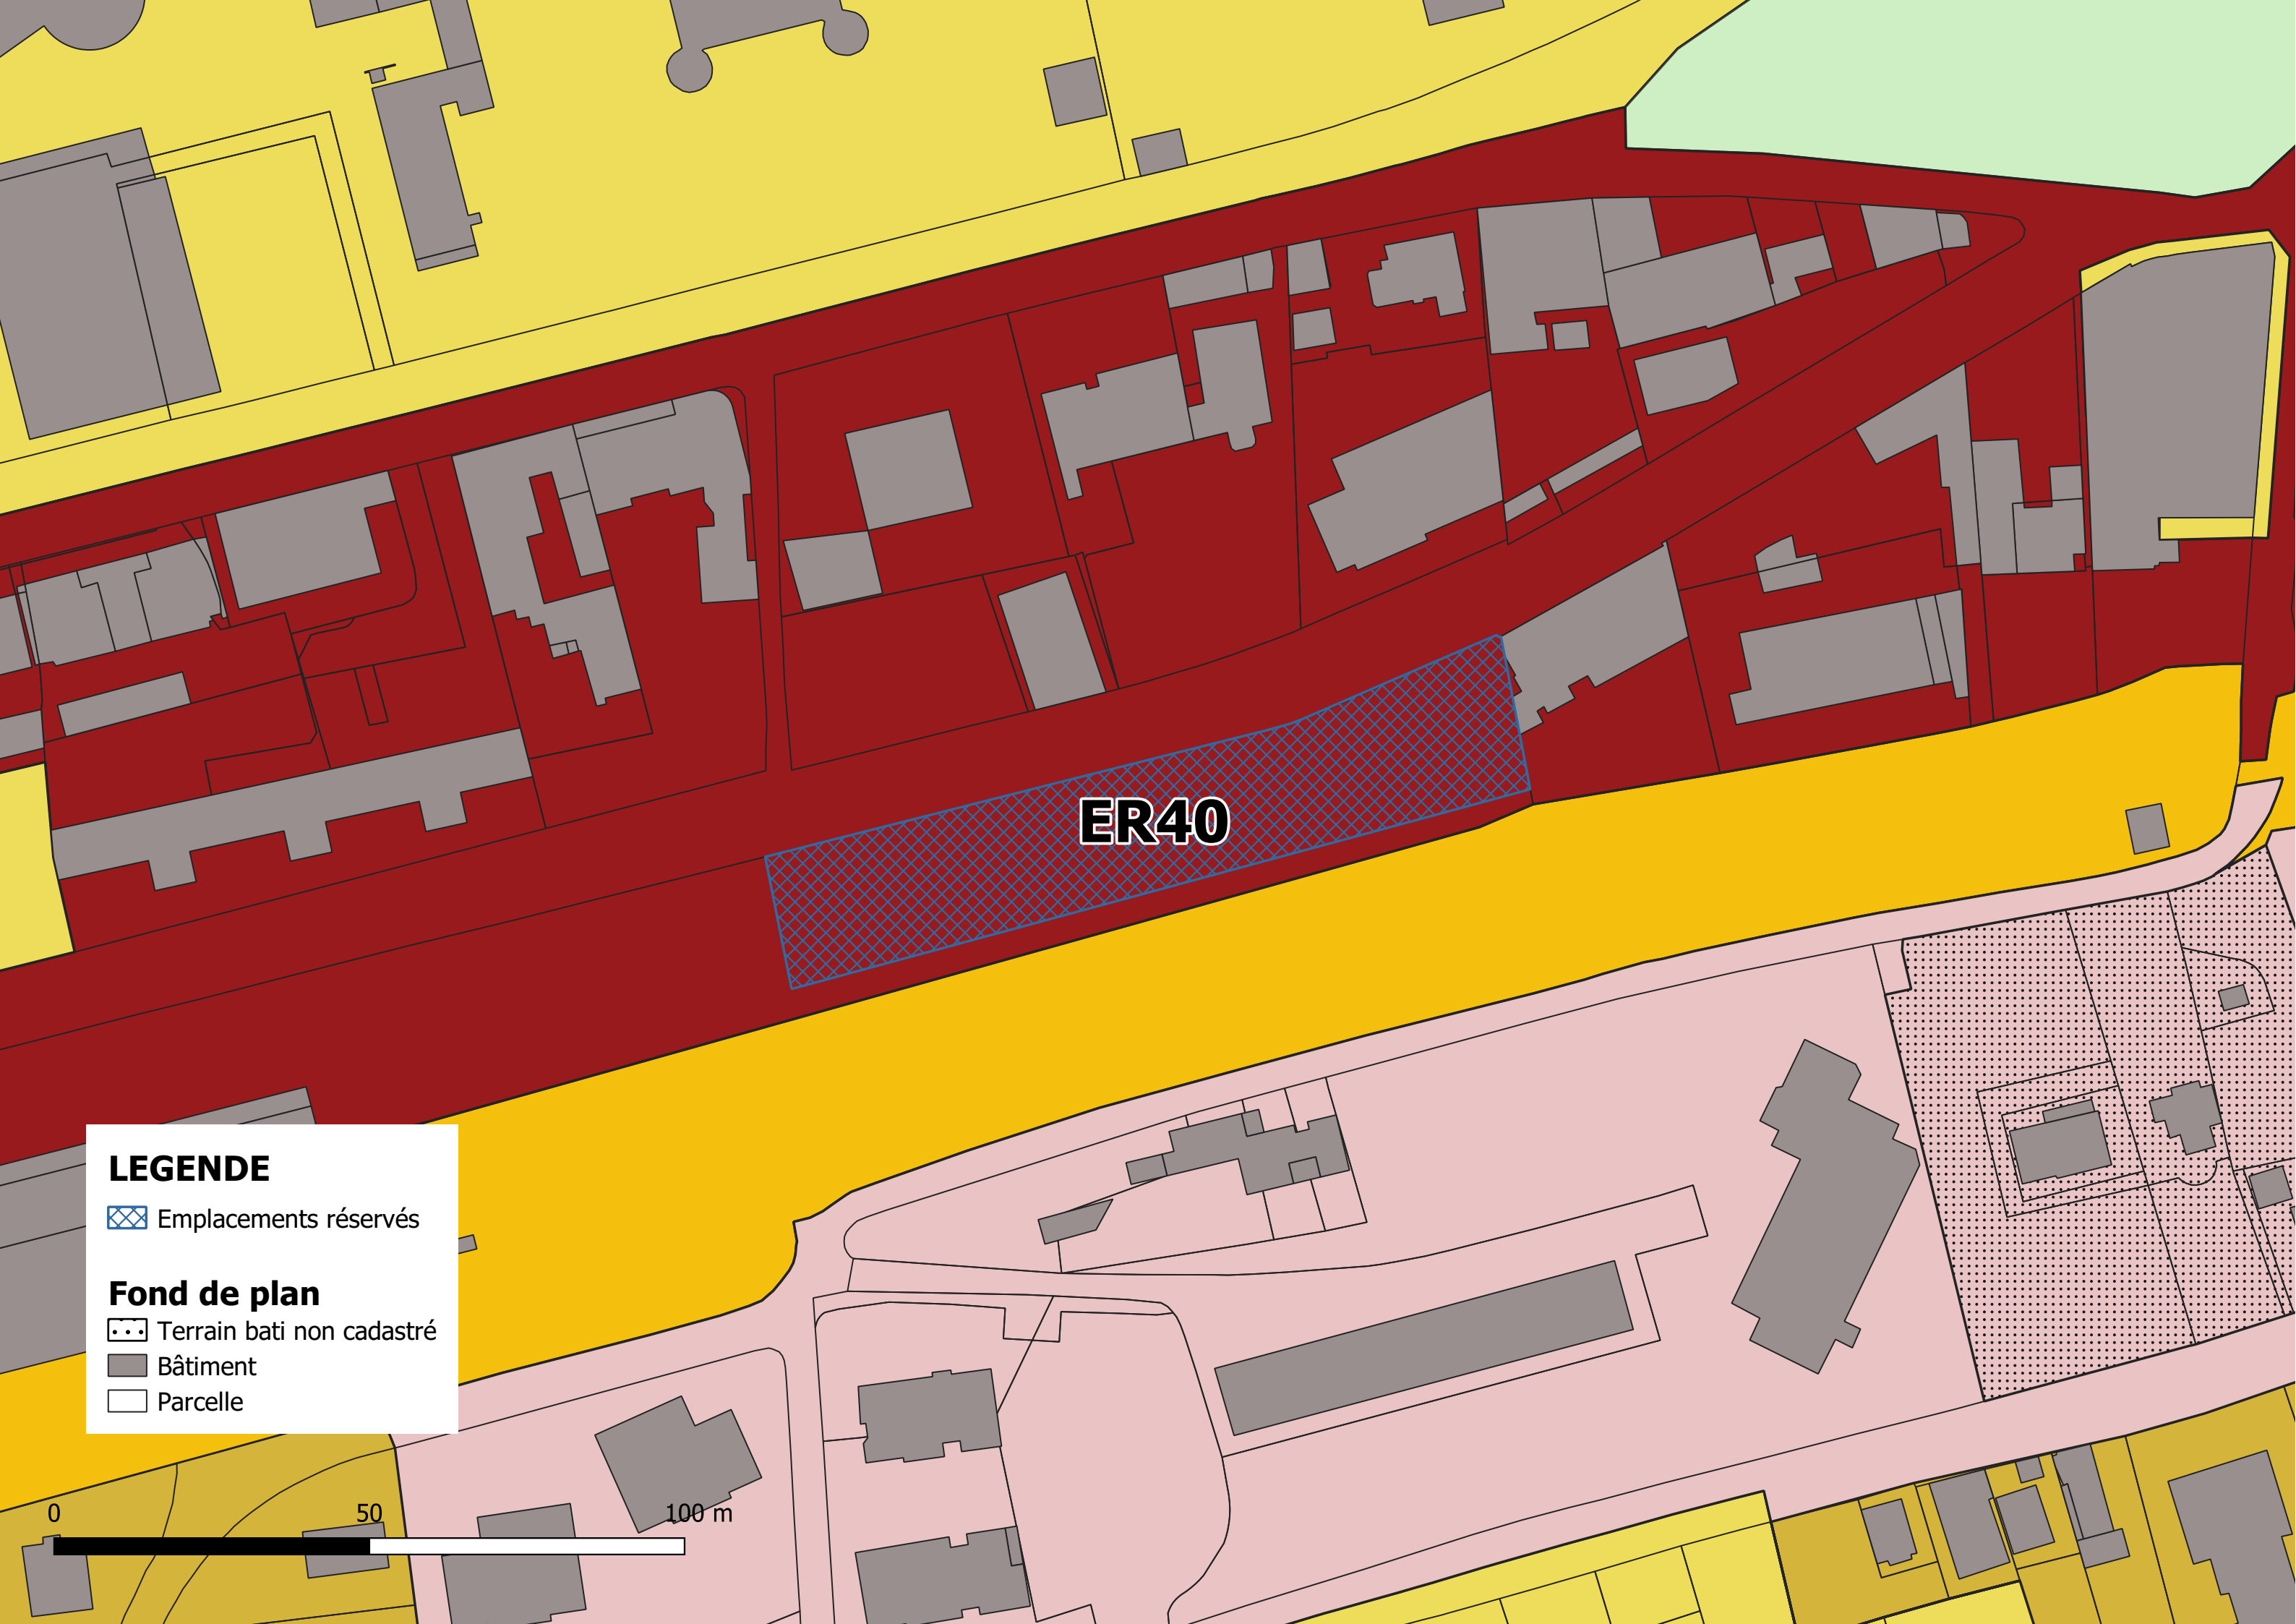 ER40
LEGENDE
Emplacements réservés
Fond de plan
Terrain bati non cadastré
Bâtiment
Parcelle
0 50 100 m